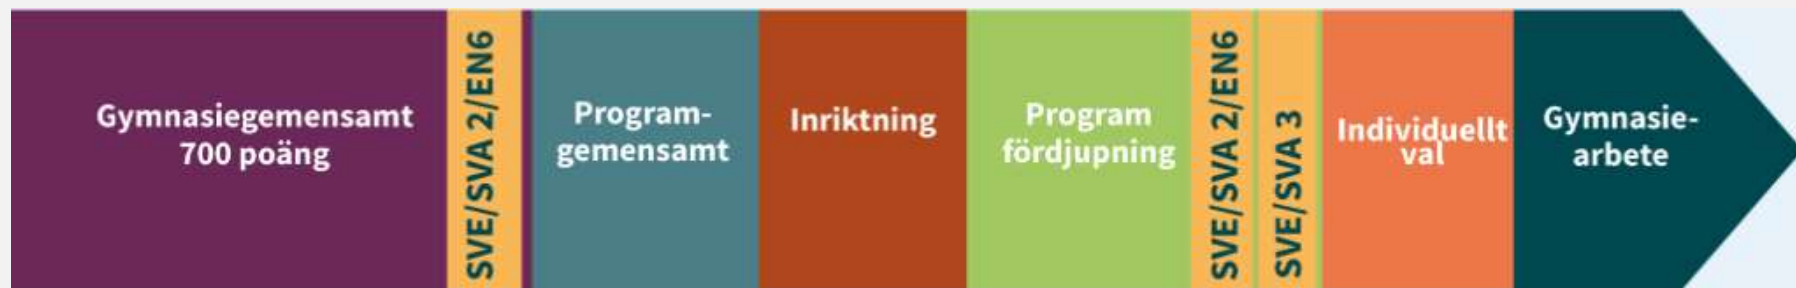 Gymnasiegemensamt
700 poäng
SVE/SVA 2/EN6
Program-
gemensamt
Inriktning
Program
fördjupning
SVE/SVA 2/EN6
SVE/SVA 3
Individuellt
val
Gymnasie-
arbete